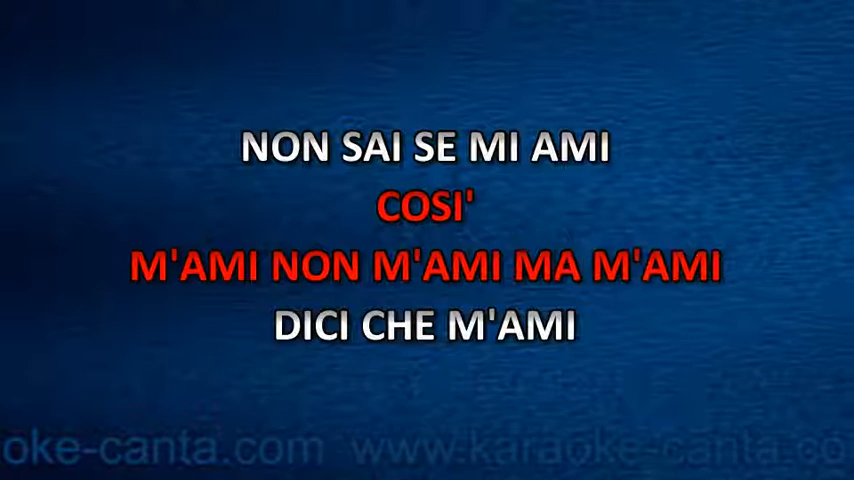 NON SAI SE MI AMI
COSI'
M'AMI NON M'AMI MA M'AMI
DICI CHE M'AMI
oke-canta.com www.karaoke-canta.co